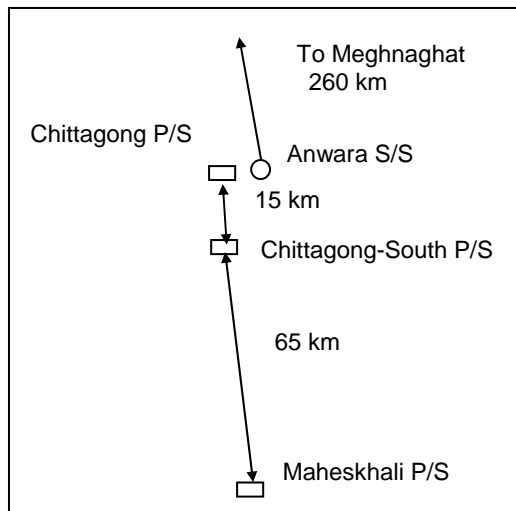 To Meghnaghat
260 km
Chittagong P/S
Anwara S/S
15 km
Chittagong-South P/S
65 km
Maheskhali P/S